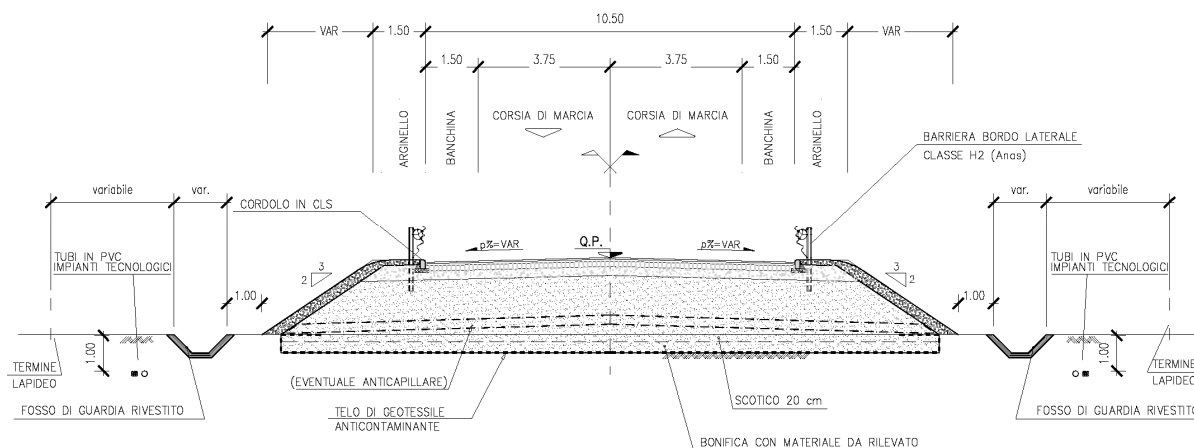 10.50
VAR
1.50
1.50
VAR
1.50
3.75
3.75
1.50
ARGINELLO
BANCHINA
CORSIA DI MARCIA
CORSIA DI MARCIA
BANCHINA
ARGINELLO
BARRIERA BORDO LATERALE
CLASSE H2 (Anas)
variabile
var.
CORDOLO IN CLS
var.
variabile
TUBI IN PVC
IMPIANTI TECNOLOGICI
p%=VAR
Q.P.
p%=VAR
TUBI IN PVC
IMPIANTI TECNOLOGICI
3
2
3
2
1.00
1.00
1.00
1.00
TERMINE
LAPIDEO
TERMINE
LAPIDEO
(EVENTUALE ANTICAPILLARE)
SCOTICO 20 cm
FOSSO DI GUARDIA RIVESTITO
TELO DI GEOTESSILE
ANTICONTAMINANTE
FOSSO DI GUARDIA RIVESTITO
BONIFICA CON MATERIALE DA RILEVATO